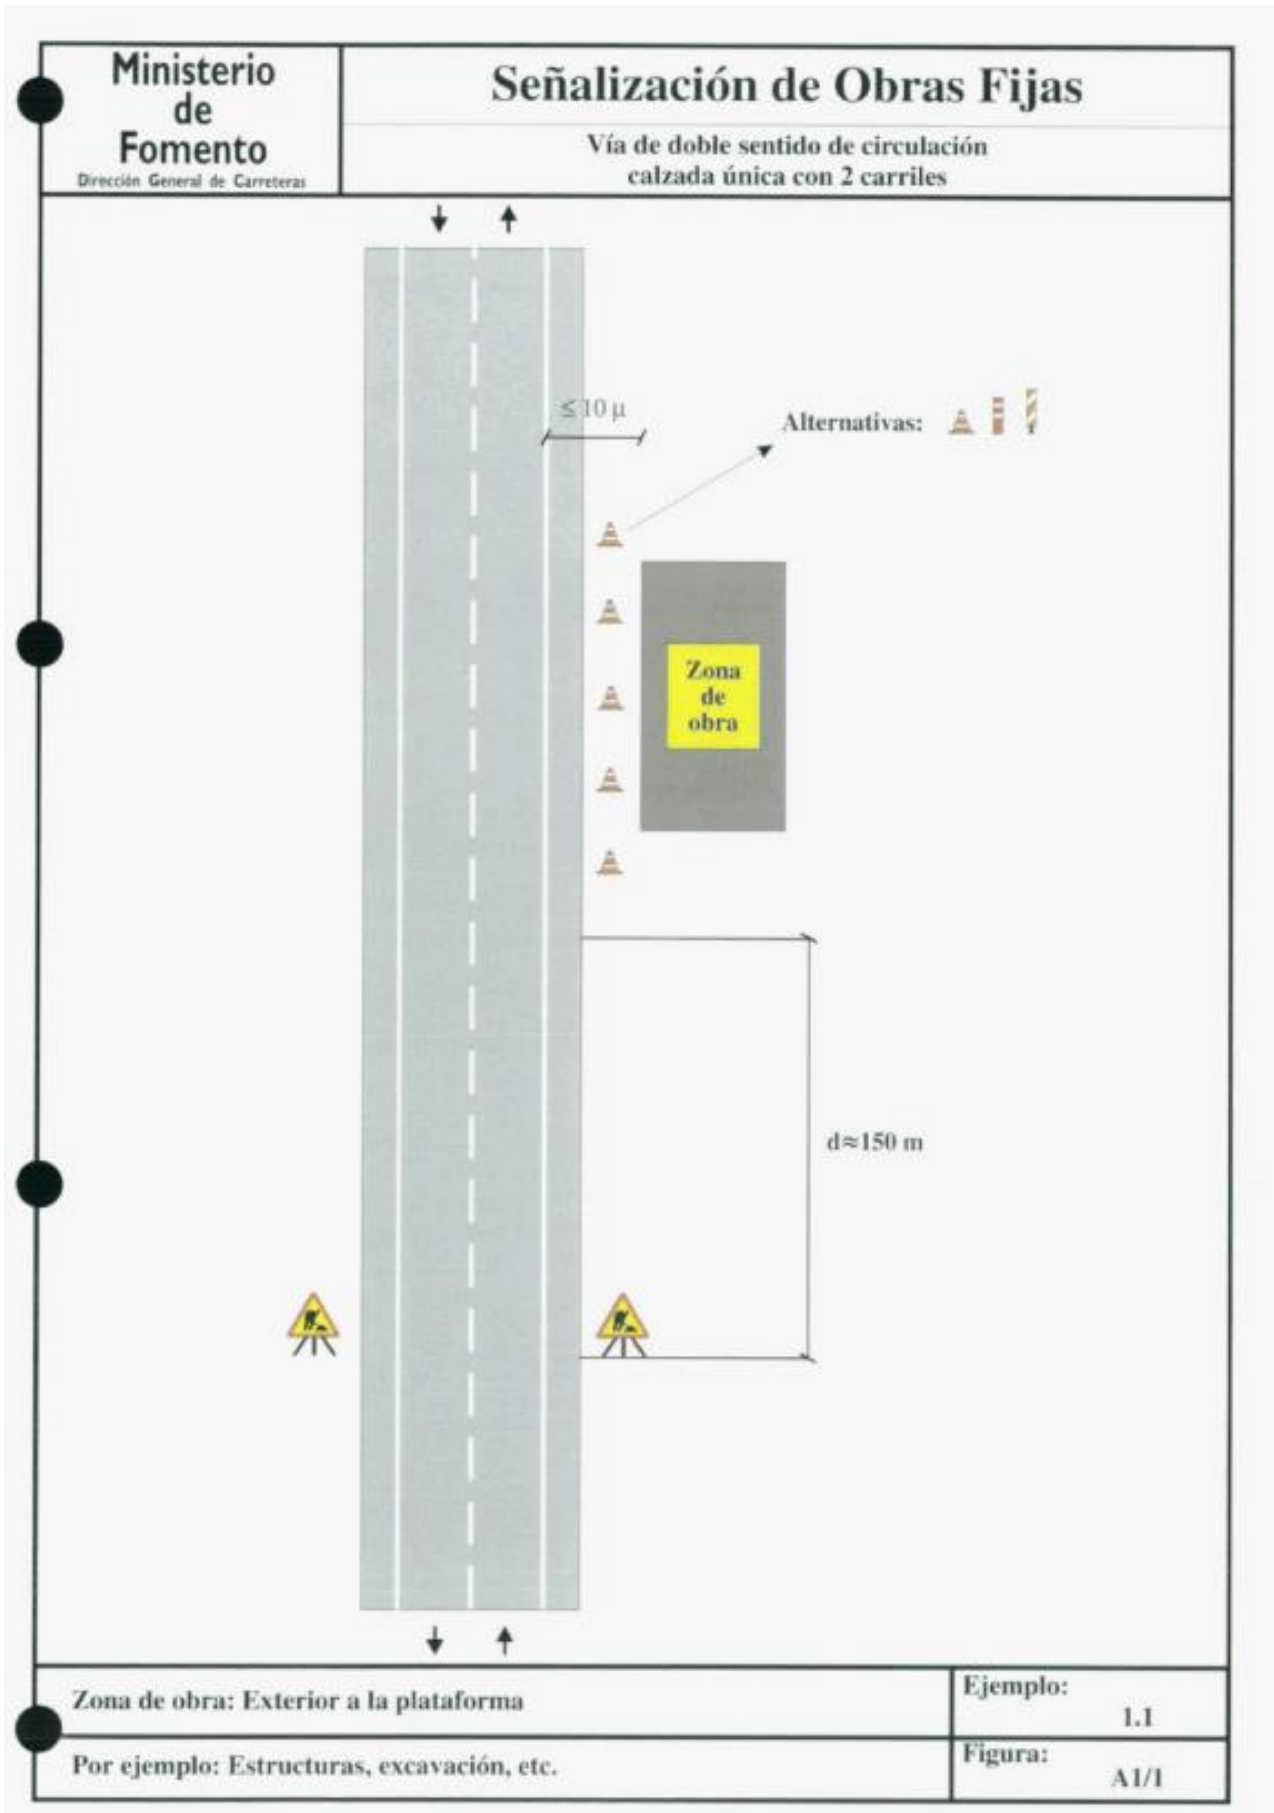 Ministerio
de
Fomento
Dirección General de Carreteras
Señalización de Obras Fijas
Vía de doble sentido de circulación
calzada única con 2 carriles
≤ 10 μ
Alternativas:
Zona
de
obra
d≈150 m
Zona de obra: Exterior a la plataforma
Ejemplo:
1.1
Por ejemplo: Estructuras, excavación, etc.
Figura:
A1/1